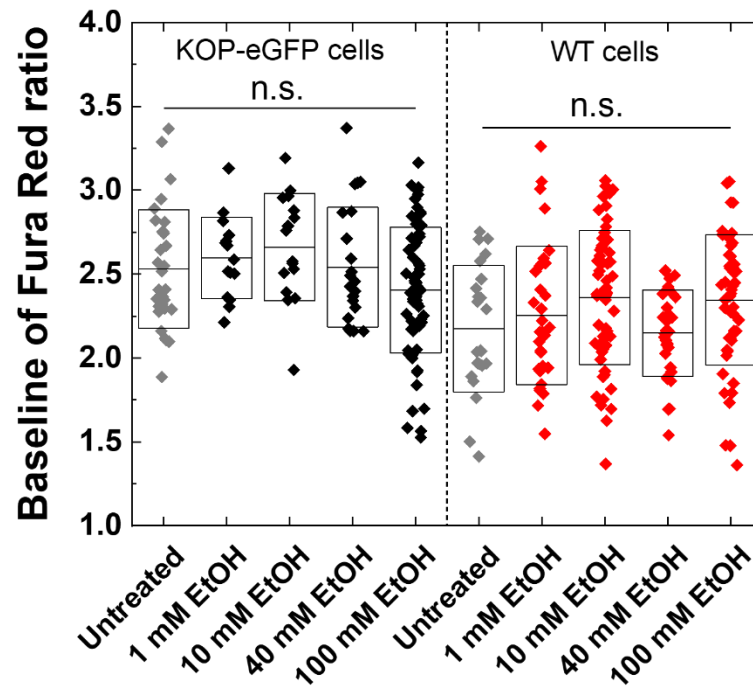 Baseline of Fura Red ratio
4.0
3.5
3.0
2.5
2.0
1.5
1.0
KOP-eGFP cells
n.s.
WT cells
n.s.
Untreated
1 mM EtOH
10 mM EtOH
40 mM EtOH
100 mM EtOH
Untreated
1 mM EtOH
10 mM EtOH
40 mM EtOH
100 mM EtOH